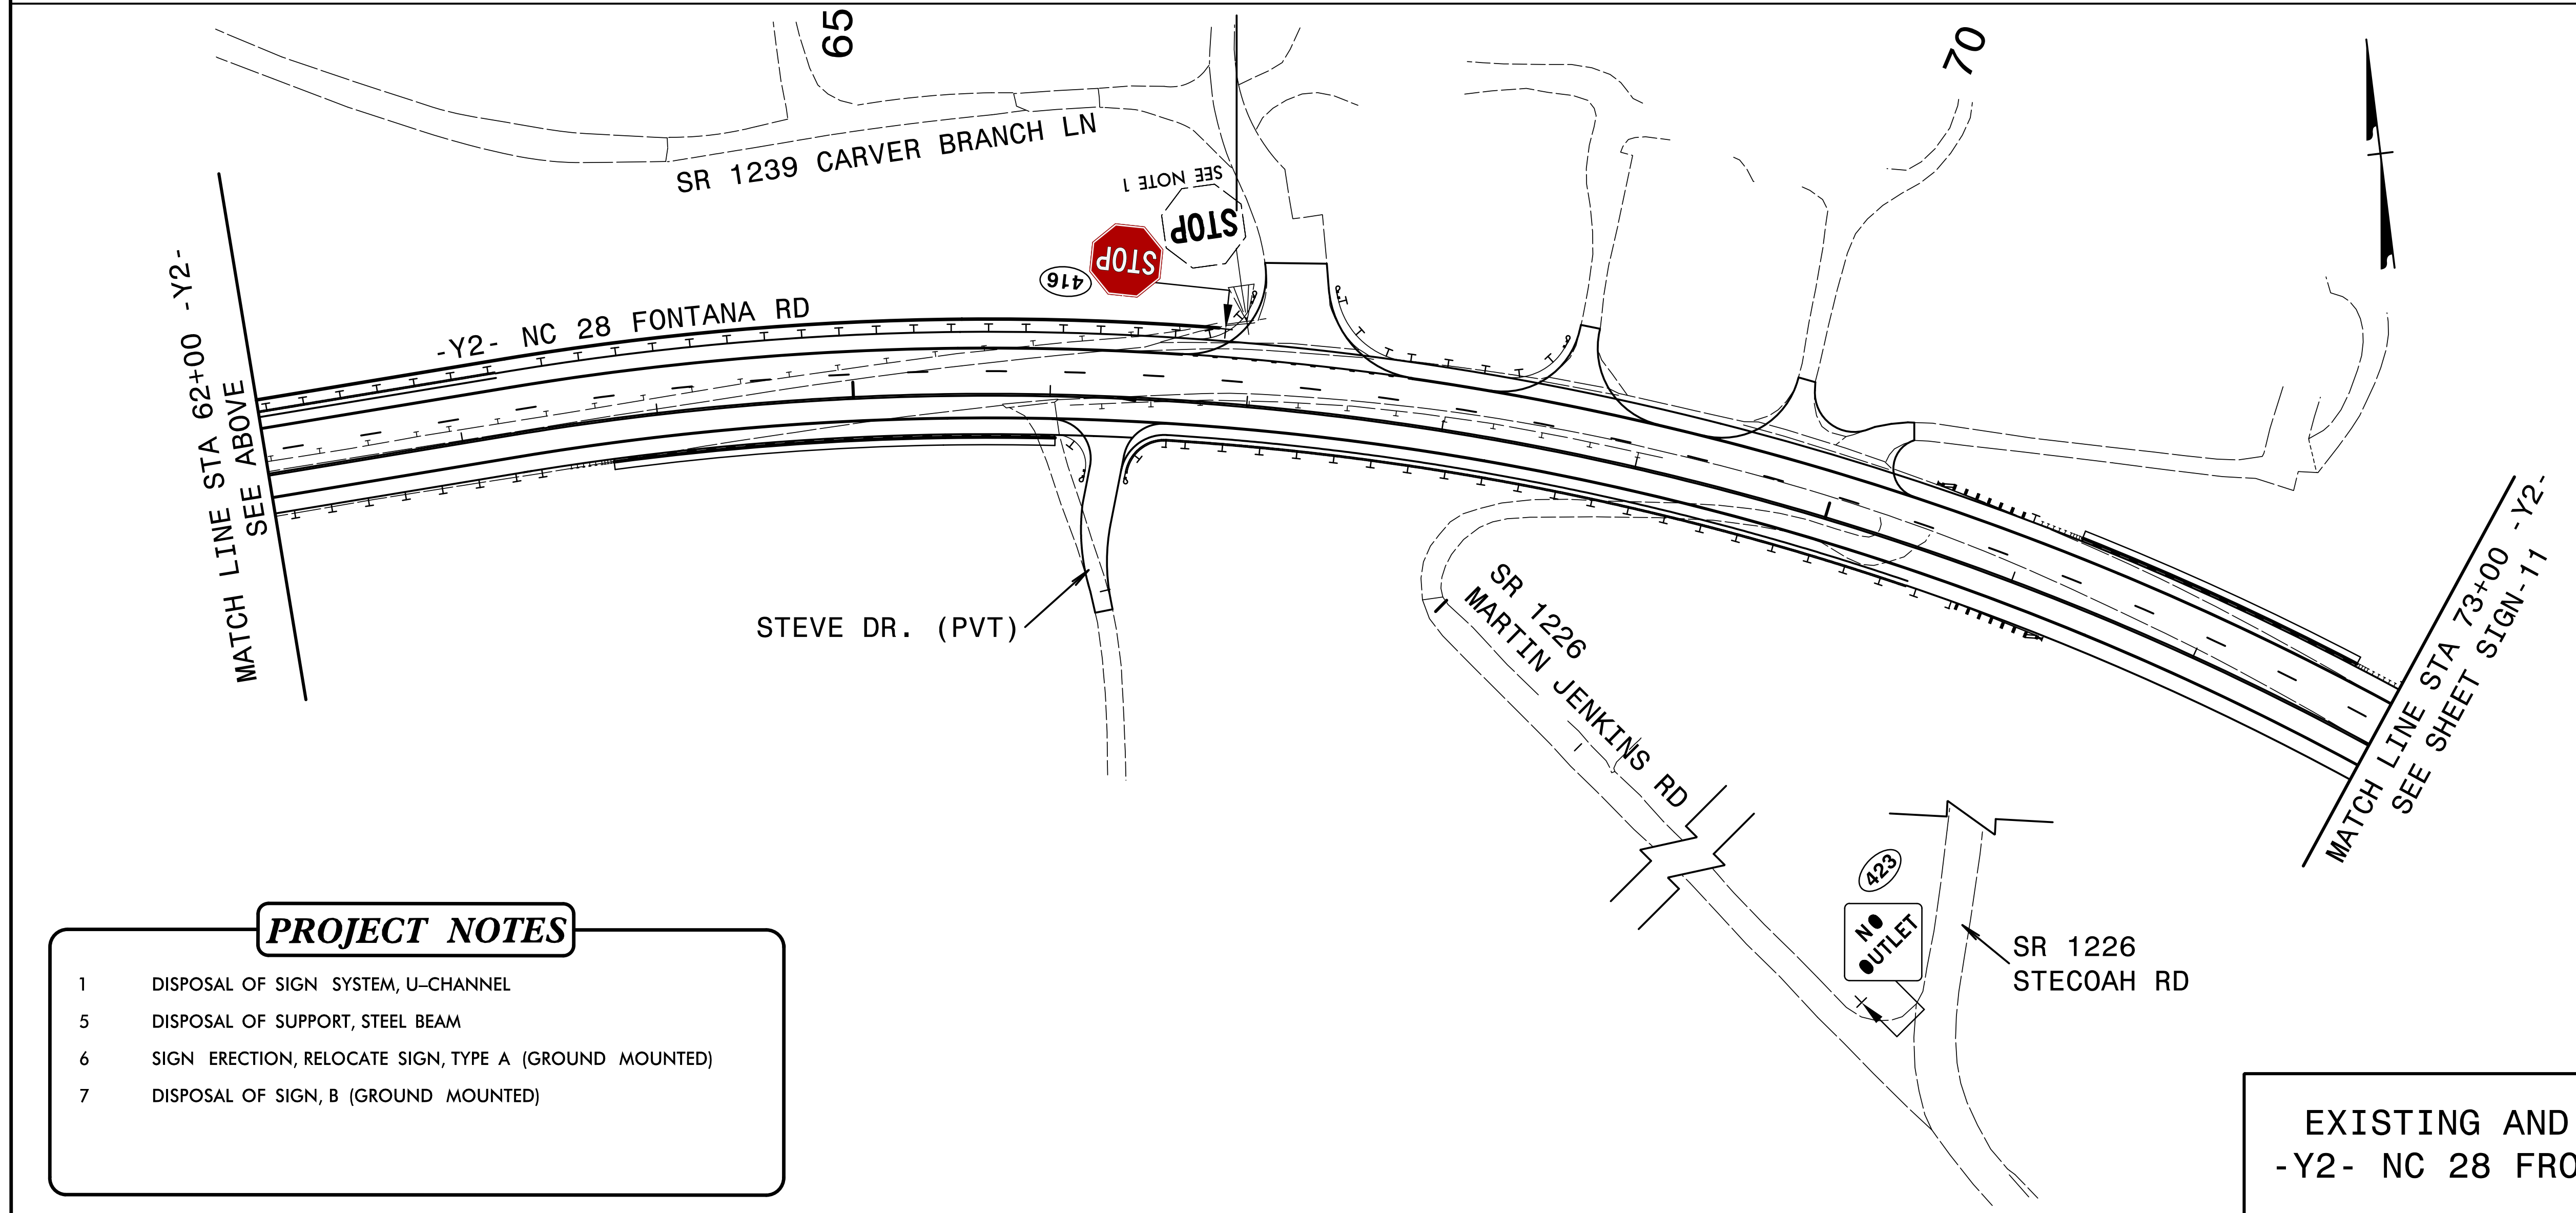 65
70
SR 1239 CARVER BRANCH LN
SEE NOTE 1
STOP
STOP
416
-Y2- NC 28 FONTANA RD
MATCH LINE STA 62+00 -Y2-
SEE ABOVE
STEVE DR. (PVT)
SR 1226
MARTIN JENKINS RD
MATCH LINE STA 73+00 -Y2-
SEE SHEET SIGN-11
423
NO
OUTLET
SR 1226
STECOAH RD
PROJECT NOTES
1 DISPOSAL OF SIGN SYSTEM, U-CHANNEL
5 DISPOSAL OF SUPPORT, STEEL BEAM
6 SIGN ERECTION, RELOCATE SIGN, TYPE A (GROUND MOUNTED)
7 DISPOSAL OF SIGN, B (GROUND MOUNTED)
EXISTING AND
-Y2- NC 28 FRO